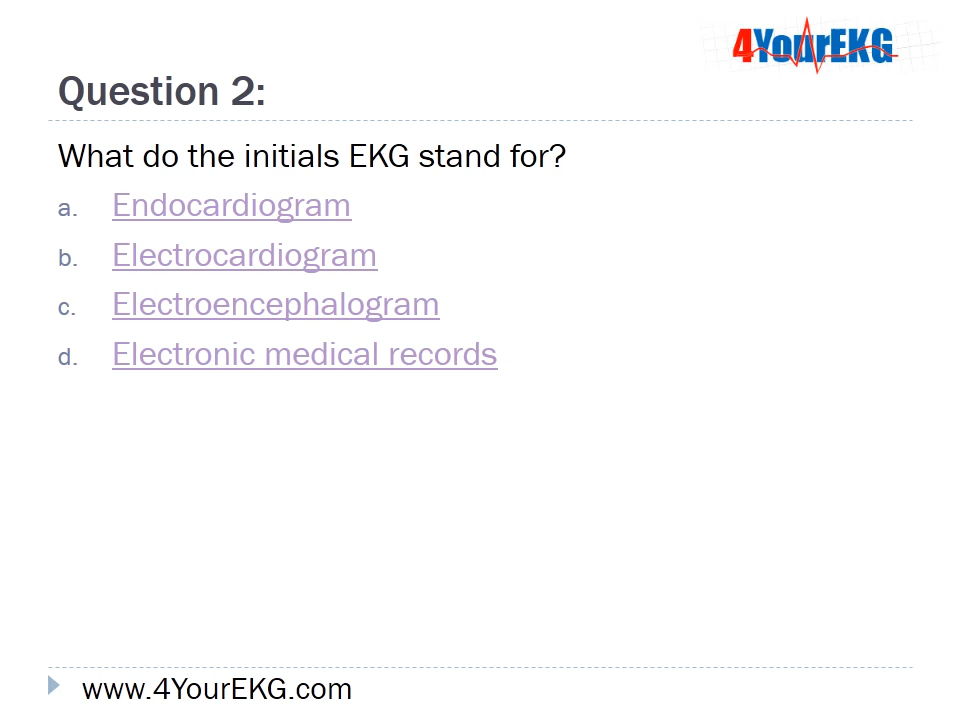 4YourEKG
Question 2:
What do the initials EKG stand for?
a. Endocardiogram
b. Electrocardiogram
c. Electroencephalogram
d. Electronic medical records
www.4YourEKG.com